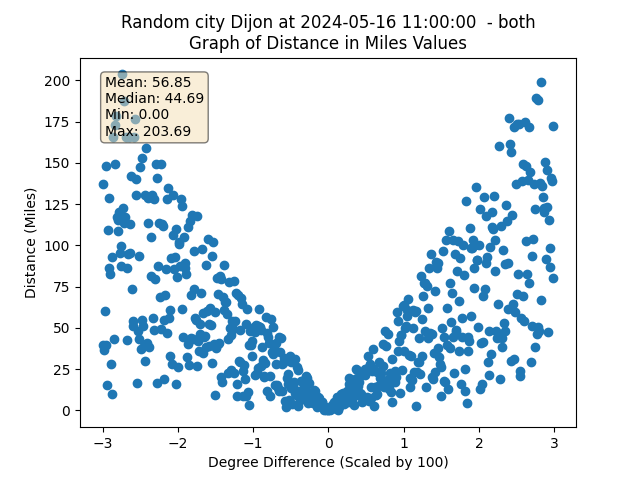 Random city Dijon at 2024-05-16 11:00:00  - both
Graph of Distance in Miles Values
Mean: 56.85
Median: 44.69
Min: 0.00
Max: 203.69
Distance (Miles)
200
175
150
125
100
75
50
25
0
−3
−2
−1
0
1
2
3
Degree Difference (Scaled by 100)